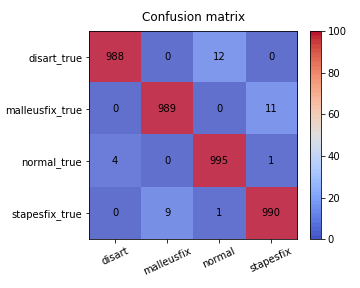 Confusion matrix
disart_true 988 0 12 0
malleusfix_true 0 989 0 11
normal_true 4 0 995 1
stapesfix_true 0 9 1 990
disart malleusfix normal stapesfix
100
80
60
40
20
0